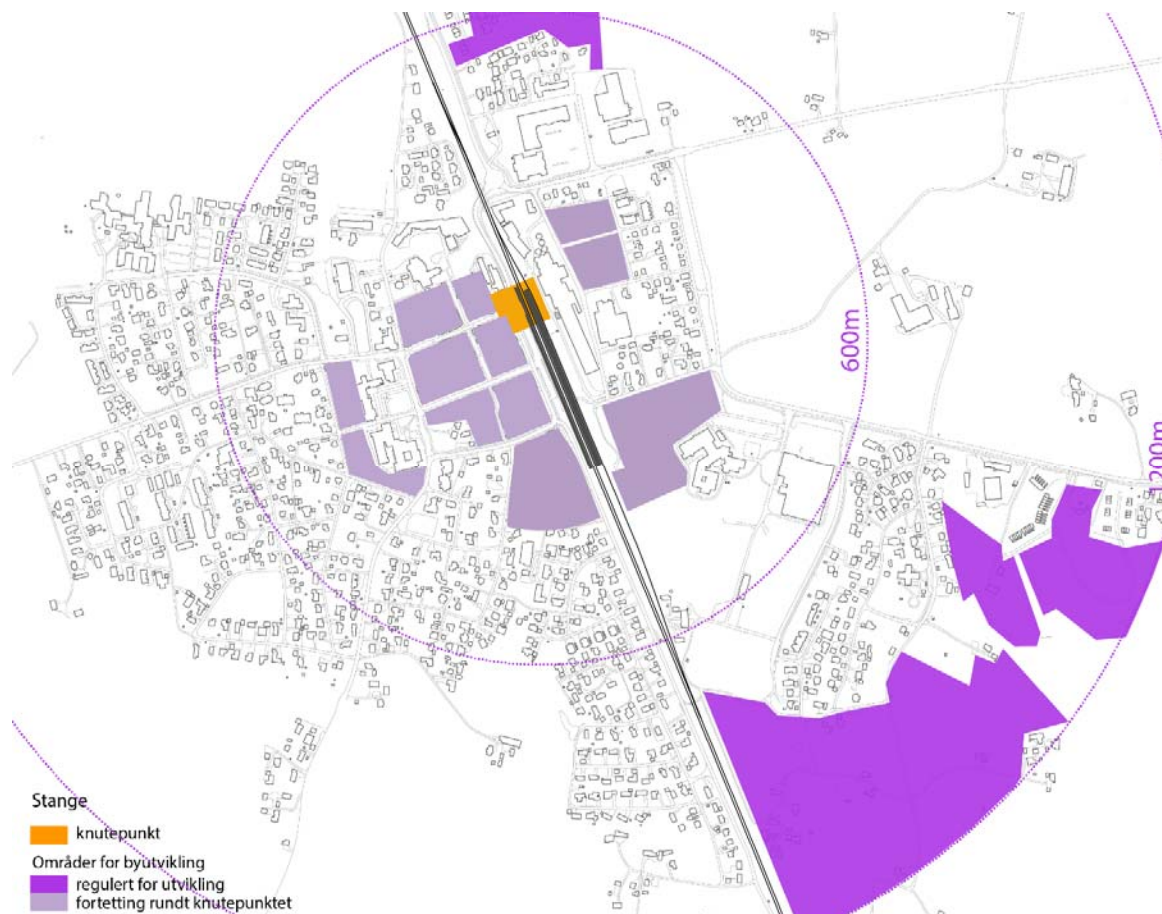 600m
1200m
Stange
knutepunkt
Områder for byutvikling
regulert for utvikling
fortetting rundt knutepunktet